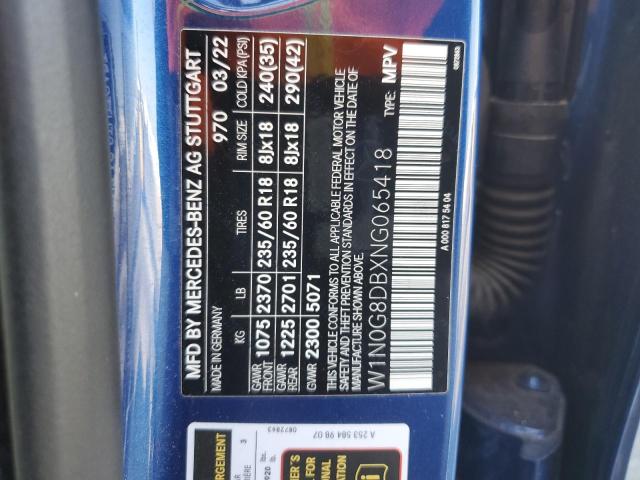 MFD BY MERCEDES-BENZ AG STUTTGART
MADE IN GERMANY 970 03/22
KG LB TIRES RIM SIZE COLD KPA(PSI)
GAWR FRONT 1075 2370 235/60 R18 8Jx18 240(35)
GAWR REAR 1225 2701 235/60 R18 8Jx18 290(42)
GVWR 2300 5071
THIS VEHICLE CONFORMS TO ALL APPLICABLE FEDERAL MOTOR VEHICLE
SAFETY AND THEFT PREVENTION STANDARDS IN EFFECT ON THE DATE OF
MANUFACTURE SHOWN ABOVE.
W1N0G8DBXNG065418 TYPE: MPV
A 000 817 54 04
A 253 584 98 07